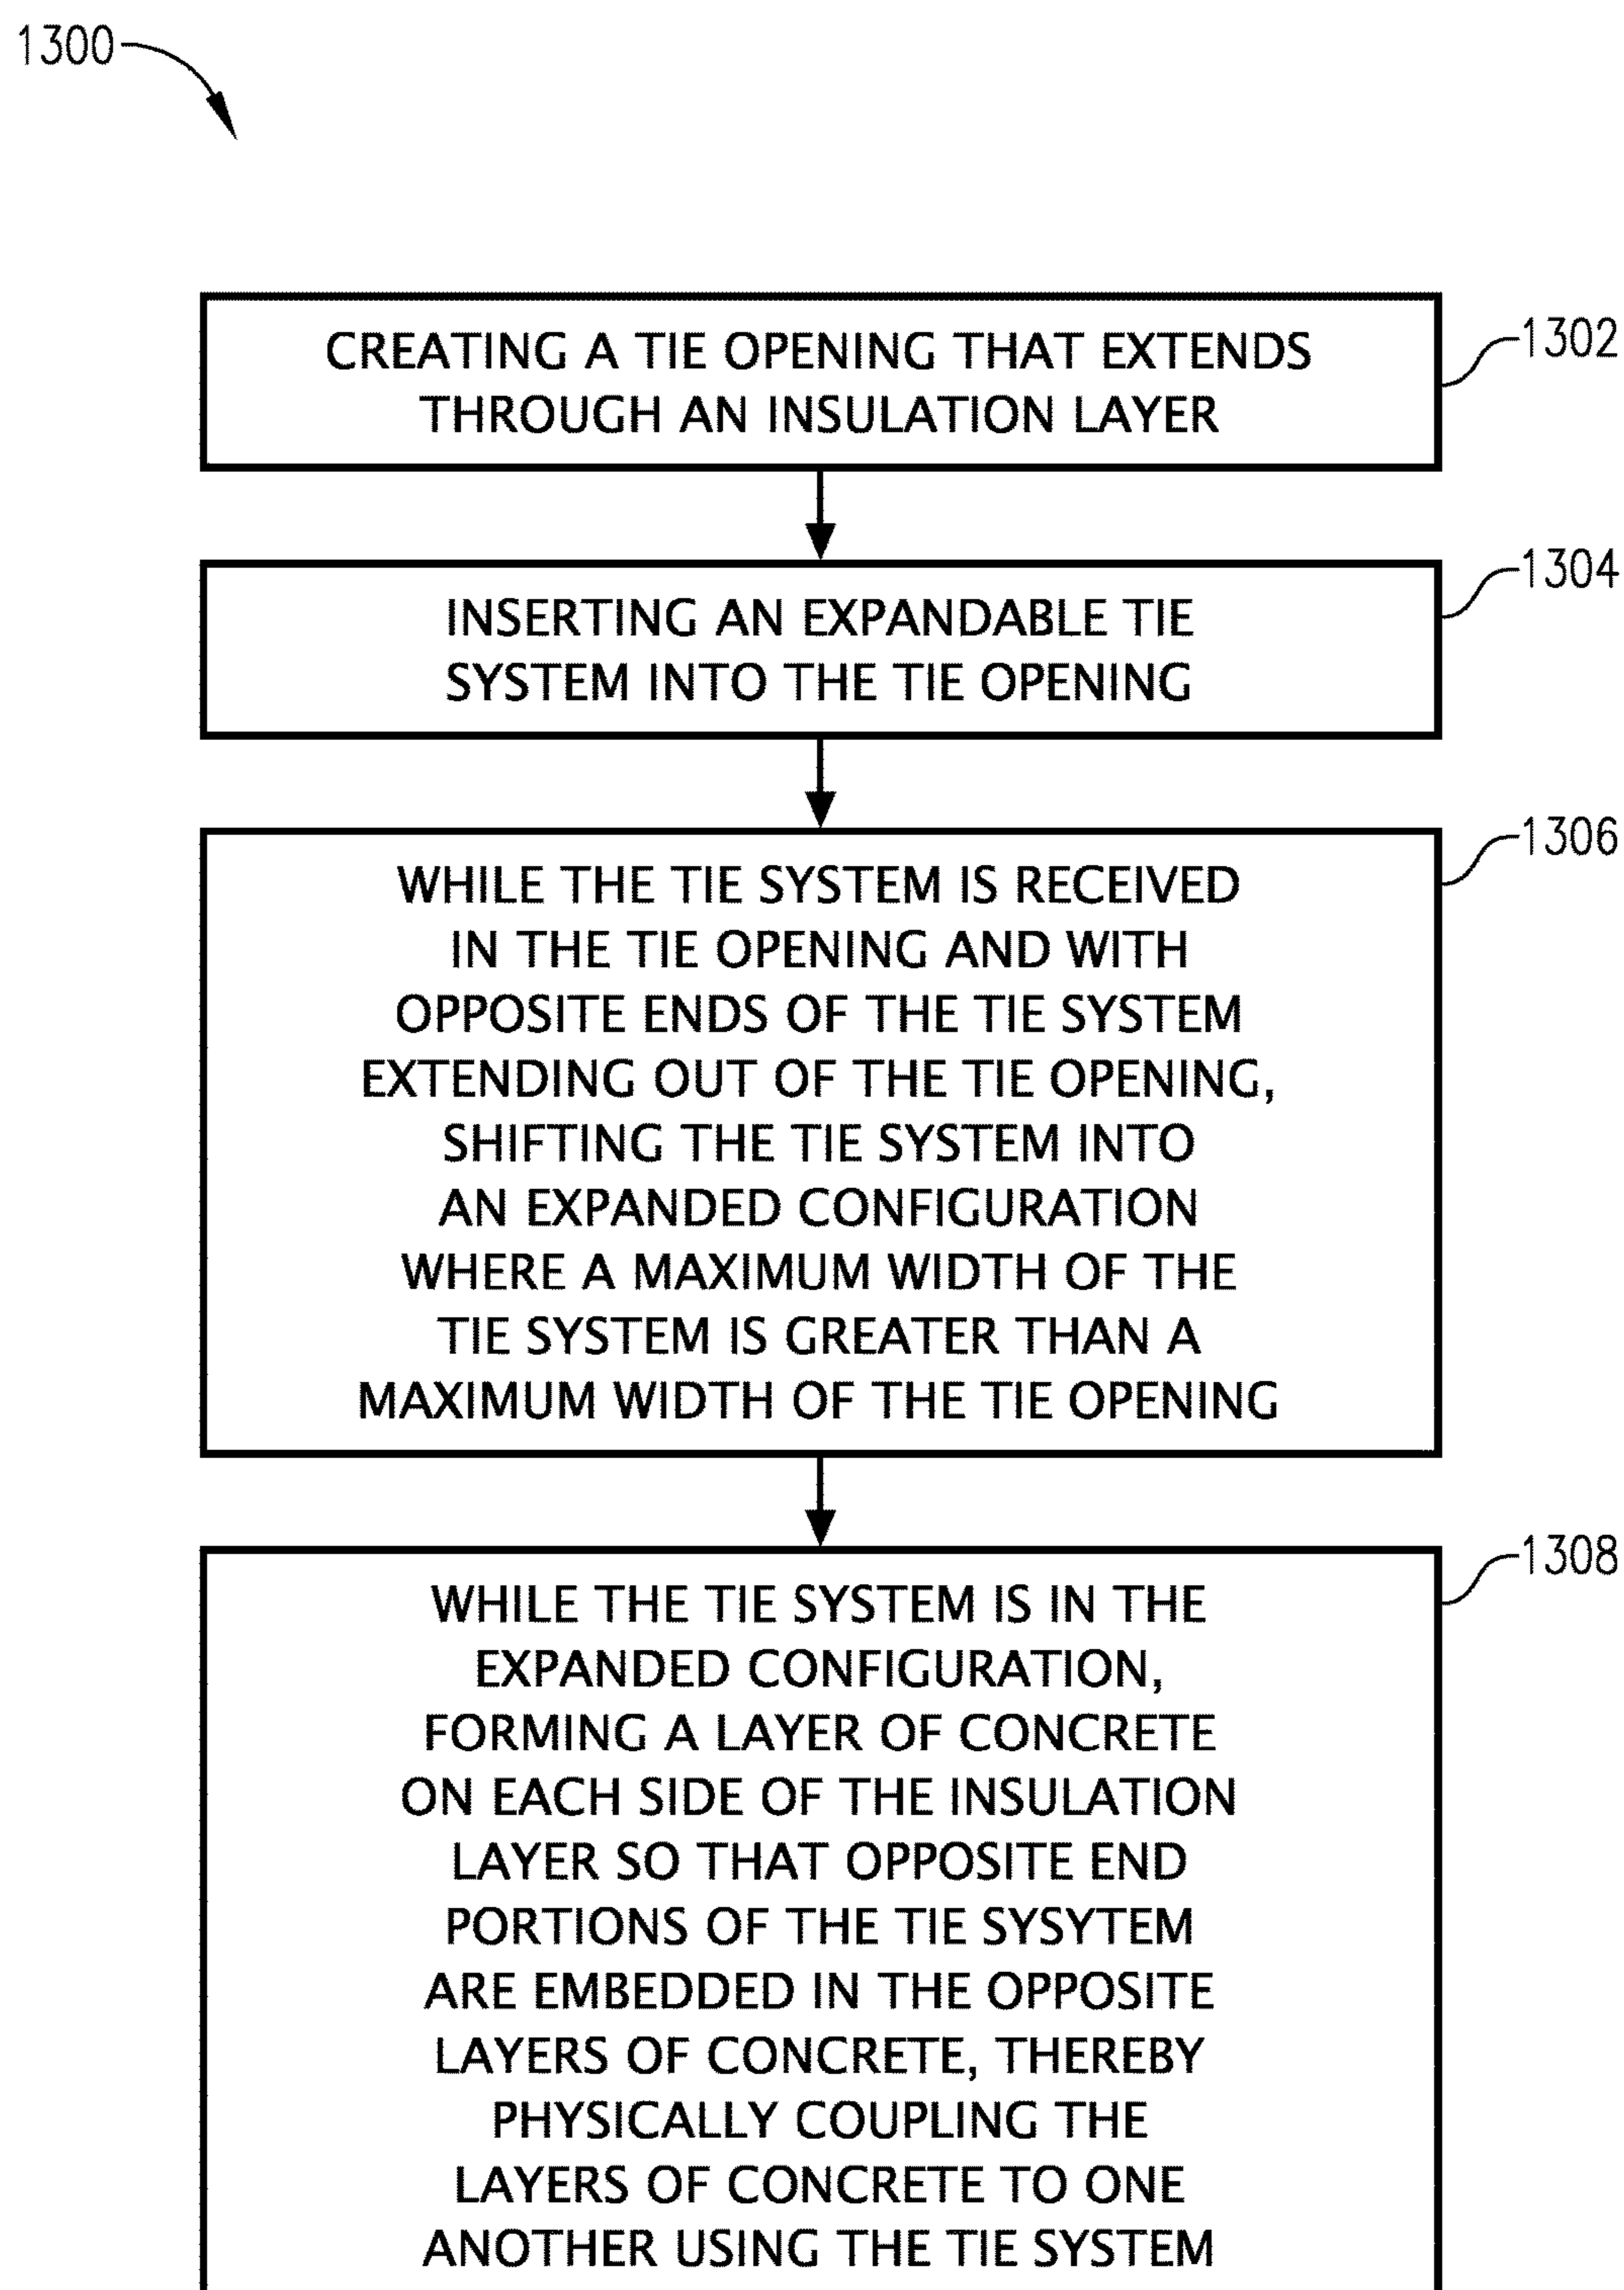 1300
CREATING A TIE OPENING THAT EXTENDS
THROUGH AN INSULATION LAYER
1302
INSERTING AN EXPANDABLE TIE
SYSTEM INTO THE TIE OPENING
1304
WHILE THE TIE SYSTEM IS RECEIVED
IN THE TIE OPENING AND WITH
OPPOSITE ENDS OF THE TIE SYSTEM
EXTENDING OUT OF THE TIE OPENING,
SHIFTING THE TIE SYSTEM INTO
AN EXPANDED CONFIGURATION
WHERE A MAXIMUM WIDTH OF THE
TIE SYSTEM IS GREATER THAN A
MAXIMUM WIDTH OF THE TIE OPENING
1306
WHILE THE TIE SYSTEM IS IN THE
EXPANDED CONFIGURATION,
FORMING A LAYER OF CONCRETE
ON EACH SIDE OF THE INSULATION
LAYER SO THAT OPPOSITE END
PORTIONS OF THE TIE SYSYTEM
ARE EMBEDDED IN THE OPPOSITE
LAYERS OF CONCRETE, THEREBY
PHYSICALLY COUPLING THE
LAYERS OF CONCRETE TO ONE
ANOTHER USING THE TIE SYSTEM
1308